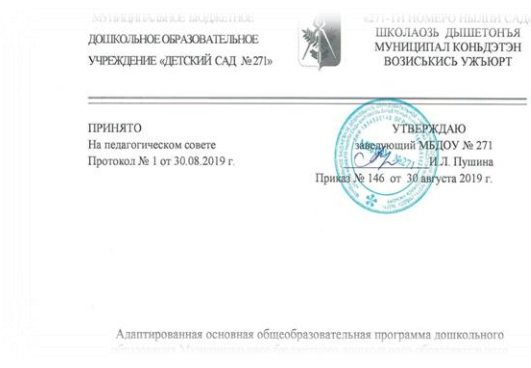 МУНИЦИПАЛЬНОЕ БЮДЖЕТНОЕ
ДОШКОЛЬНОЕ ОБРАЗОВАТЕЛЬНОЕ
УЧРЕЖДЕНИЕ «ДЕТСКИЙ САД №271»
«271-ТИ НОМЕРО НЫЛПИ САД»
ШКОЛАОЗЬ ДЫШЕТОНЪЯ
МУНИЦИПАЛ КОНЬДЭТЭН
ВОЗИСЬКИСЬ УЖЪЮРТ
ПРИНЯТО
На педагогическом совете
Протокол № 1 от 30.08.2019 г.
УТВЕРЖДАЮ
заведующий МБДОУ № 271
И.Л. Пушина
Приказ № 146 от 30 августа 2019 г.
Адаптированная основная общеобразовательная программа дошкольного